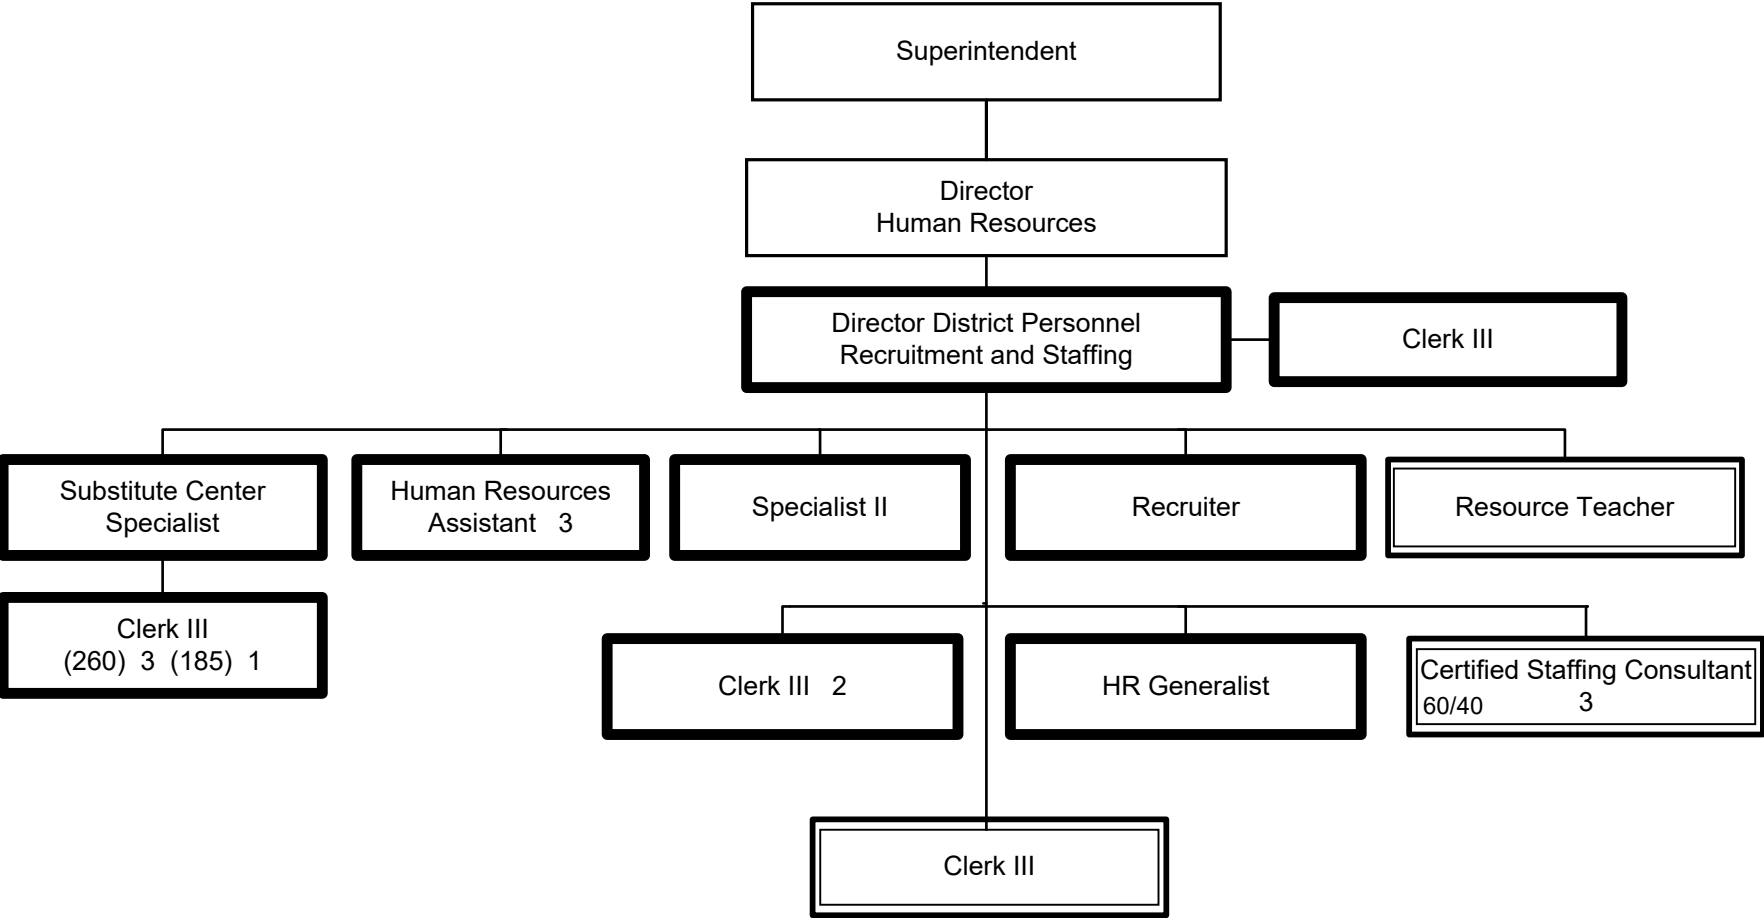 Superintendent
Director
Human Resources
Director District Personnel
Recruitment and Staffing
Clerk III
Substitute Center
Specialist
Human Resources
Assistant 3
Specialist II
Recruiter
Resource Teacher
Clerk III
(260) 3 (185) 1
Clerk III 2
HR Generalist
Certified Staffing Consultant
60/40 3
Clerk III